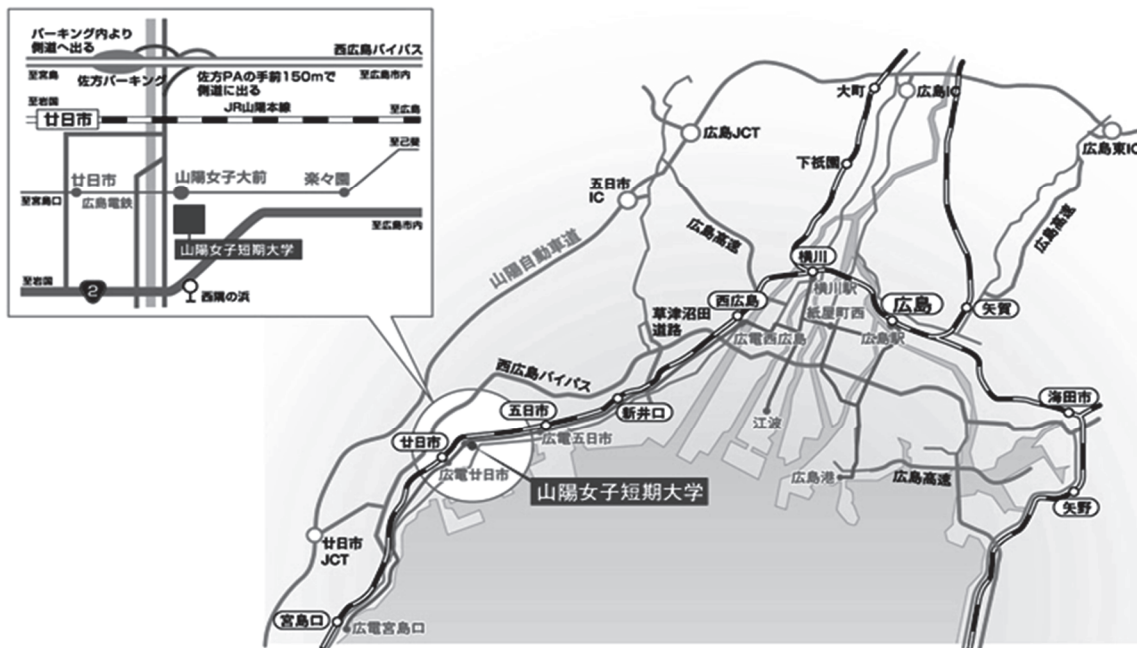 パーキング内より
側道へ出る
西広島バイパス
至宮島
佐方パーキング
佐方PAの手前150mで
側道に出る
至広島市内
至岩国
JR山陽本線
至広島
廿日市
至己斐
廿日市
山陽女子大前
楽々園
至宮島口
広島電鉄
至広島市内
山陽女子短期大学
至岩国
2
西隅の浜
大町
広島IC
広島JCT
広島東IC
下祇園
五日市
IC
広島高速
広島高速
山陽自動車道
横川
横川駅
西広島
広島
矢賀
草津沼田
道路
紙屋町西
広電西広島
広島駅
西広島バイパス
海田市
五日市
新井口
江波
廿日市
広電五日市
広電廿日市
広島港
広島高速
山陽女子短期大学
矢野
廿日市
JCT
宮島口
広電宮島口